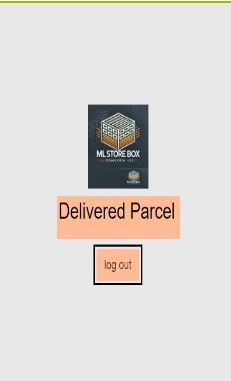 ML STORE BOX
Delivered Parcel
log out